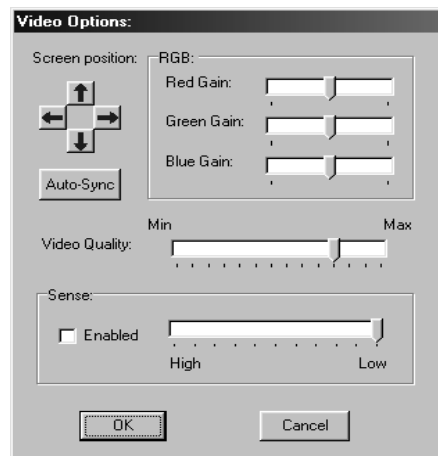 Video Options:
Screen position:
RGB:
Red Gain:
Green Gain:
Blue Gain:
Auto-Sync
Min
Max
Video Quality:
Sense:
Enabled
High
Low
OK
Cancel